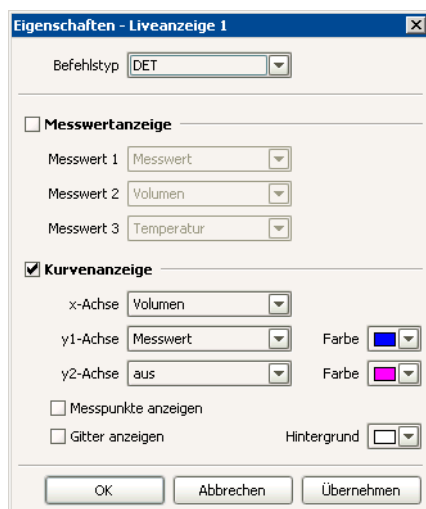 Eigenschaften - Liveanzeige 1
Befehlstyp DET
Messwertanzeige
Messwert 1 Messwert
Messwert 2 Volumen
Messwert 3 Temperatur
Kurvenanzeige
x-Achse Volumen
y1-Achse Messwert Farbe
y2-Achse aus Farbe
Messpunkte anzeigen
Gitter anzeigen Hintergrund
OK Abbrechen Übernehmen